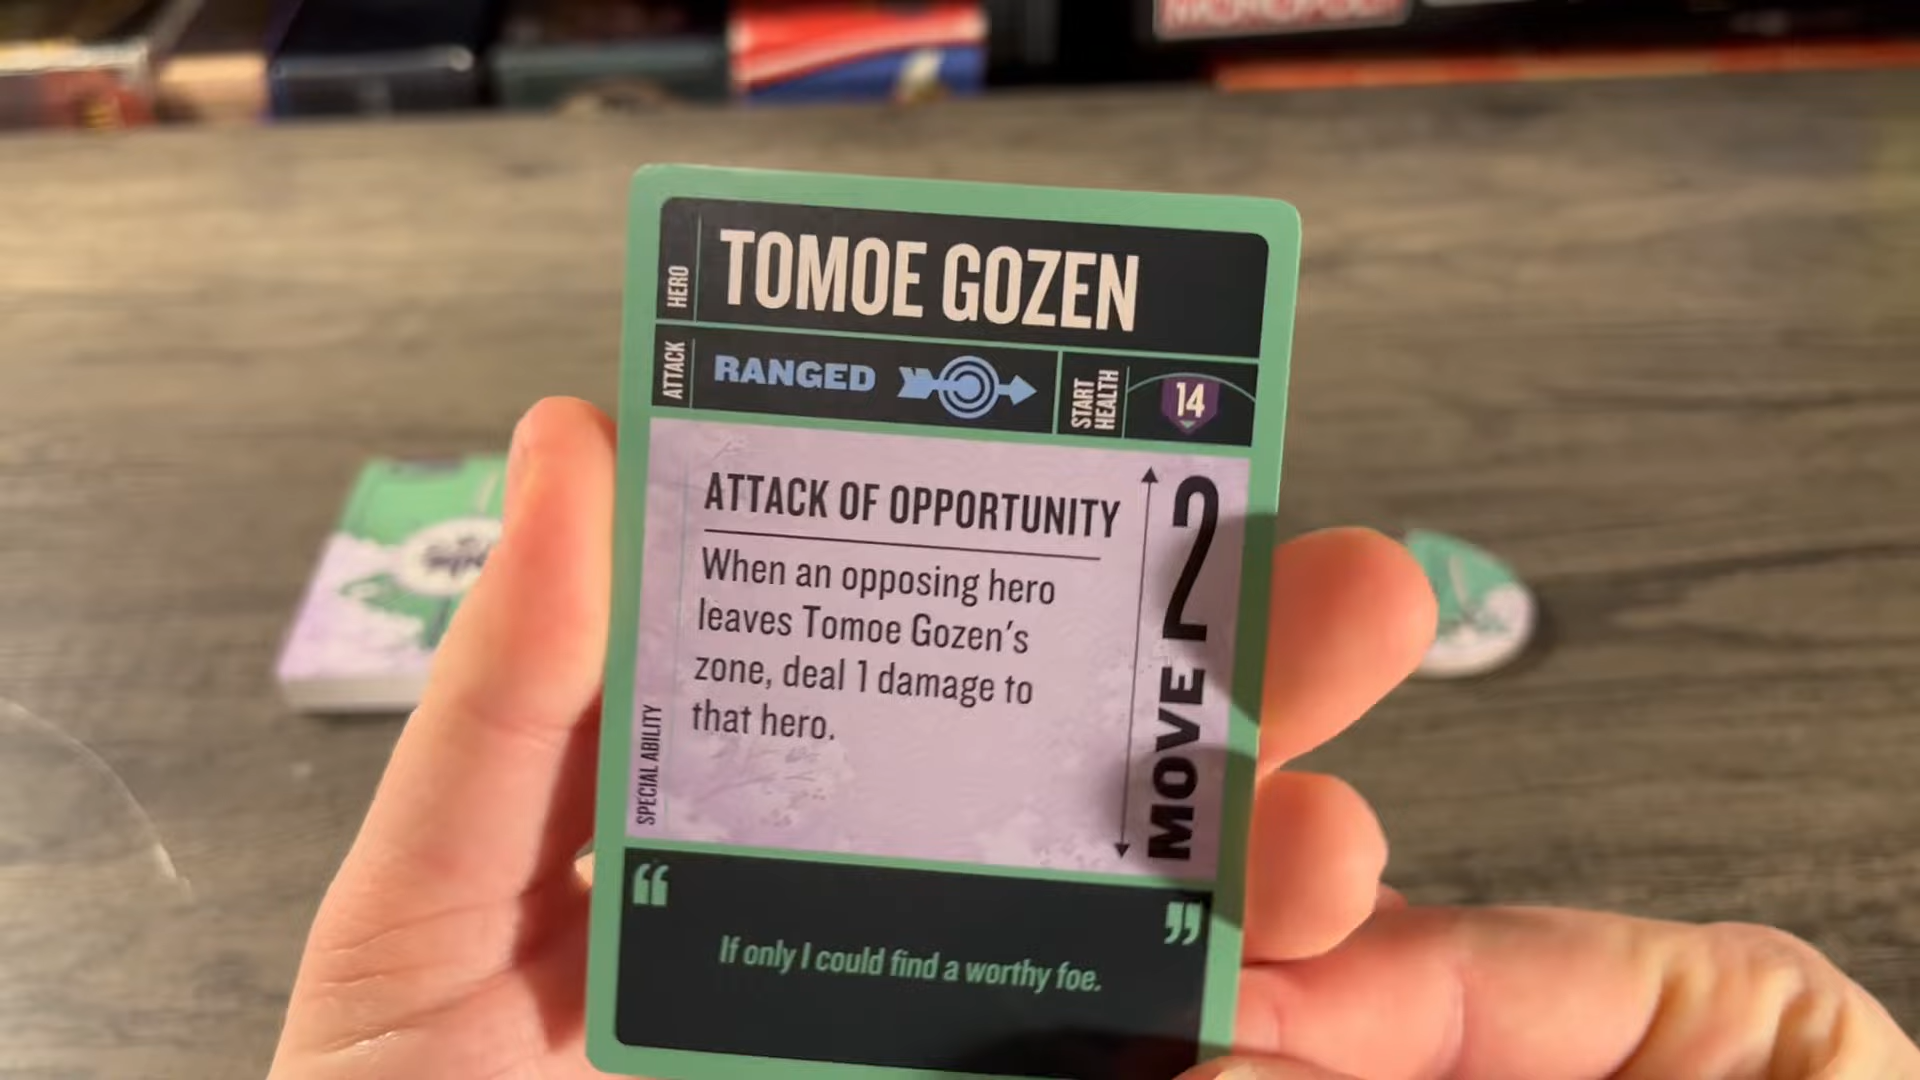 MONOPOLY
HERO
TOMOE GOZEN
ATTACK
RANGED
START
HEALTH
14
ATTACK OF OPPORTUNITY
When an opposing hero
leaves Tomoe Gozen's
zone, deal 1 damage to
that hero.
SPECIAL ABILITY
MOVE 2
“
”
If only I could find a worthy foe.